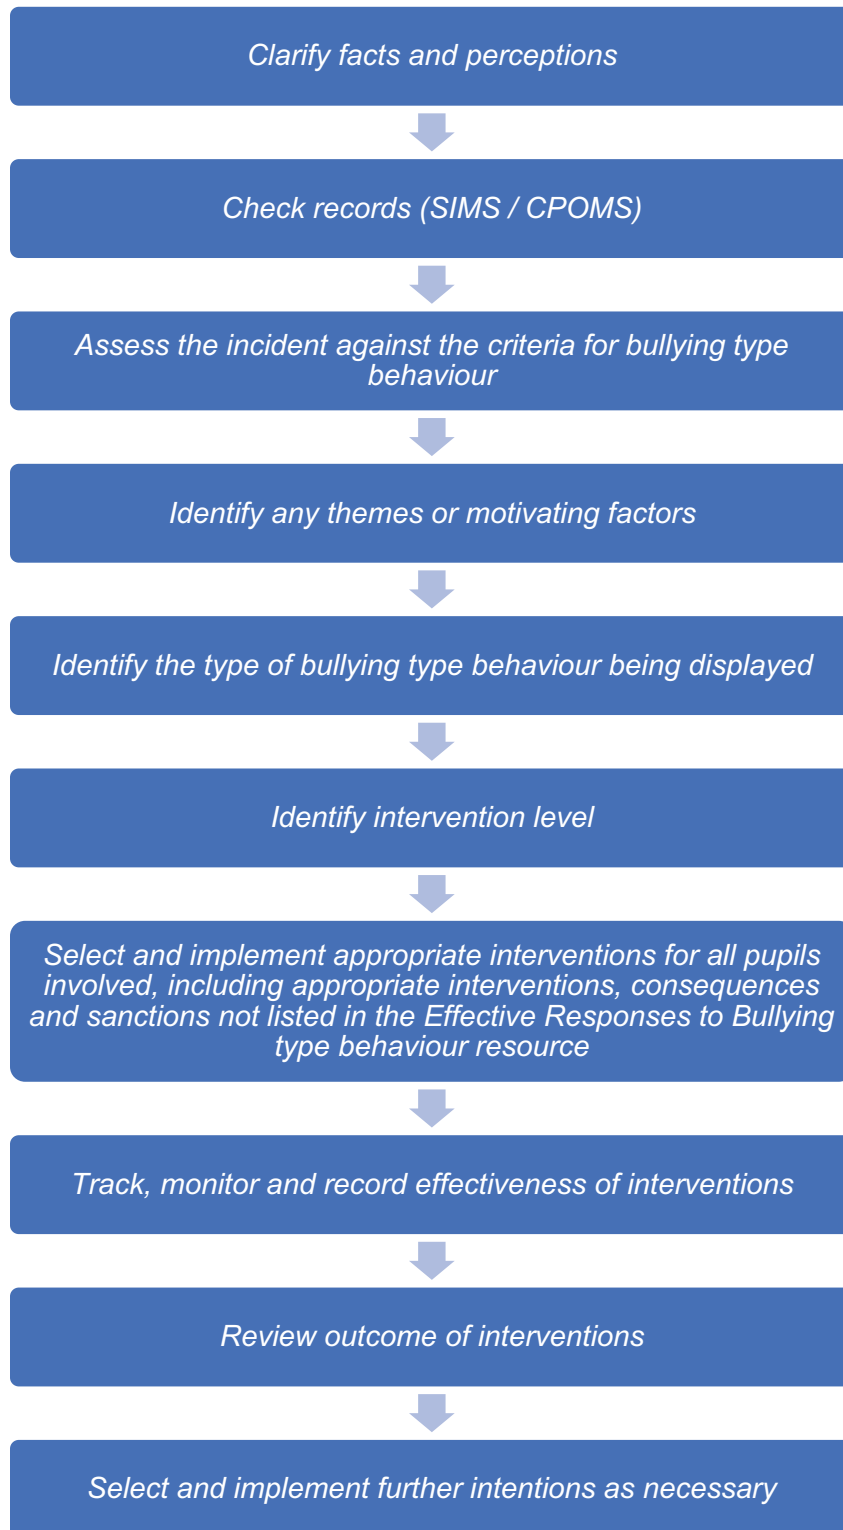 Clarify facts and perceptions
Check records (SIMS / CPOMS)
Assess the incident against the criteria for bullying type
behaviour
Identify any themes or motivating factors
Identify the type of bullying type behaviour being displayed
Identify intervention level
Select and implement appropriate interventions for all pupils
involved, including appropriate interventions, consequences
and sanctions not listed in the Effective Responses to Bullying
type behaviour resource
Track, monitor and record effectiveness of interventions
Review outcome of interventions
Select and implement further intentions as necessary